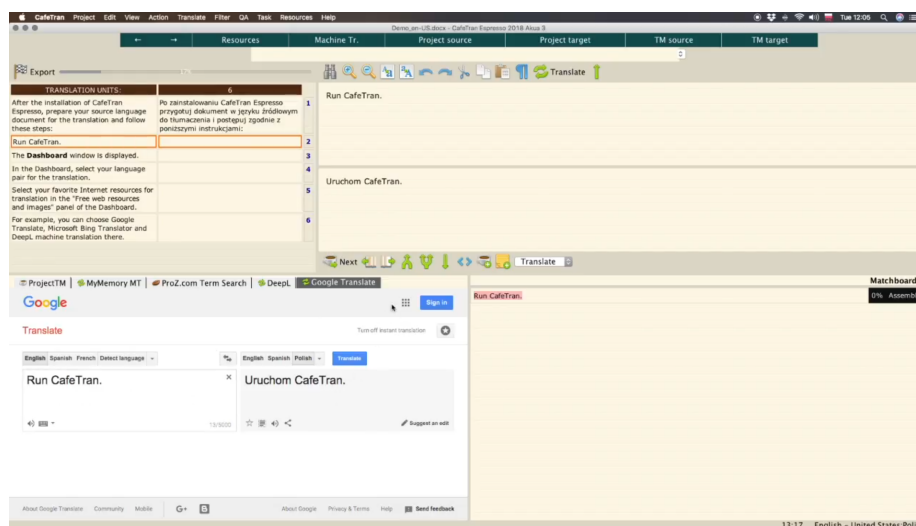 CafeTran Project Edit View Action Translate Filter QA Task Resources Help
Tue 12:05
Demo_en-US.docx - CafeTran Espresso 2018 Akua 3
← → Resources Machine Tr. Project source Project target TM source TM target
Export
Translate
TRANSLATION UNITS: 6
After the installation of CafeTran
Espresso, prepare your source language
document for the translation and follow
these steps:
Po zainstalowaniu CafeTran Espresso
przygotuj dokument w języku źródłowym
do tłumaczenia i postępuj zgodnie z
poniższymi instrukcjami:
1
Run CafeTran.
2
The Dashboard window is displayed.
3
In the Dashboard, select your language
pair for the translation.
4
Select your favorite Internet resources for
translation in the "Free web resources
and images" panel of the Dashboard.
5
For example, you can choose Google
Translate, Microsoft Bing Translator and
DeepL machine translation there.
6
Run CafeTran.
Uruchom CafeTran.
Next Translate
ProjectTM MyMemory MT ProZ.com Term Search DeepL Google Translate
Google Sign in
Translate Turn off instant translation
English Spanish French Detect language English Spanish Polish Translate
Run CafeTran. ×
13/5000
Uruchom CafeTran.
Suggest an edit
About Google Translate Community Mobile G+ B About Google Privacy & Terms Help Send feedback
Matchboard
Run CafeTran. 0% Assembl
13:17 English - United States:Poli